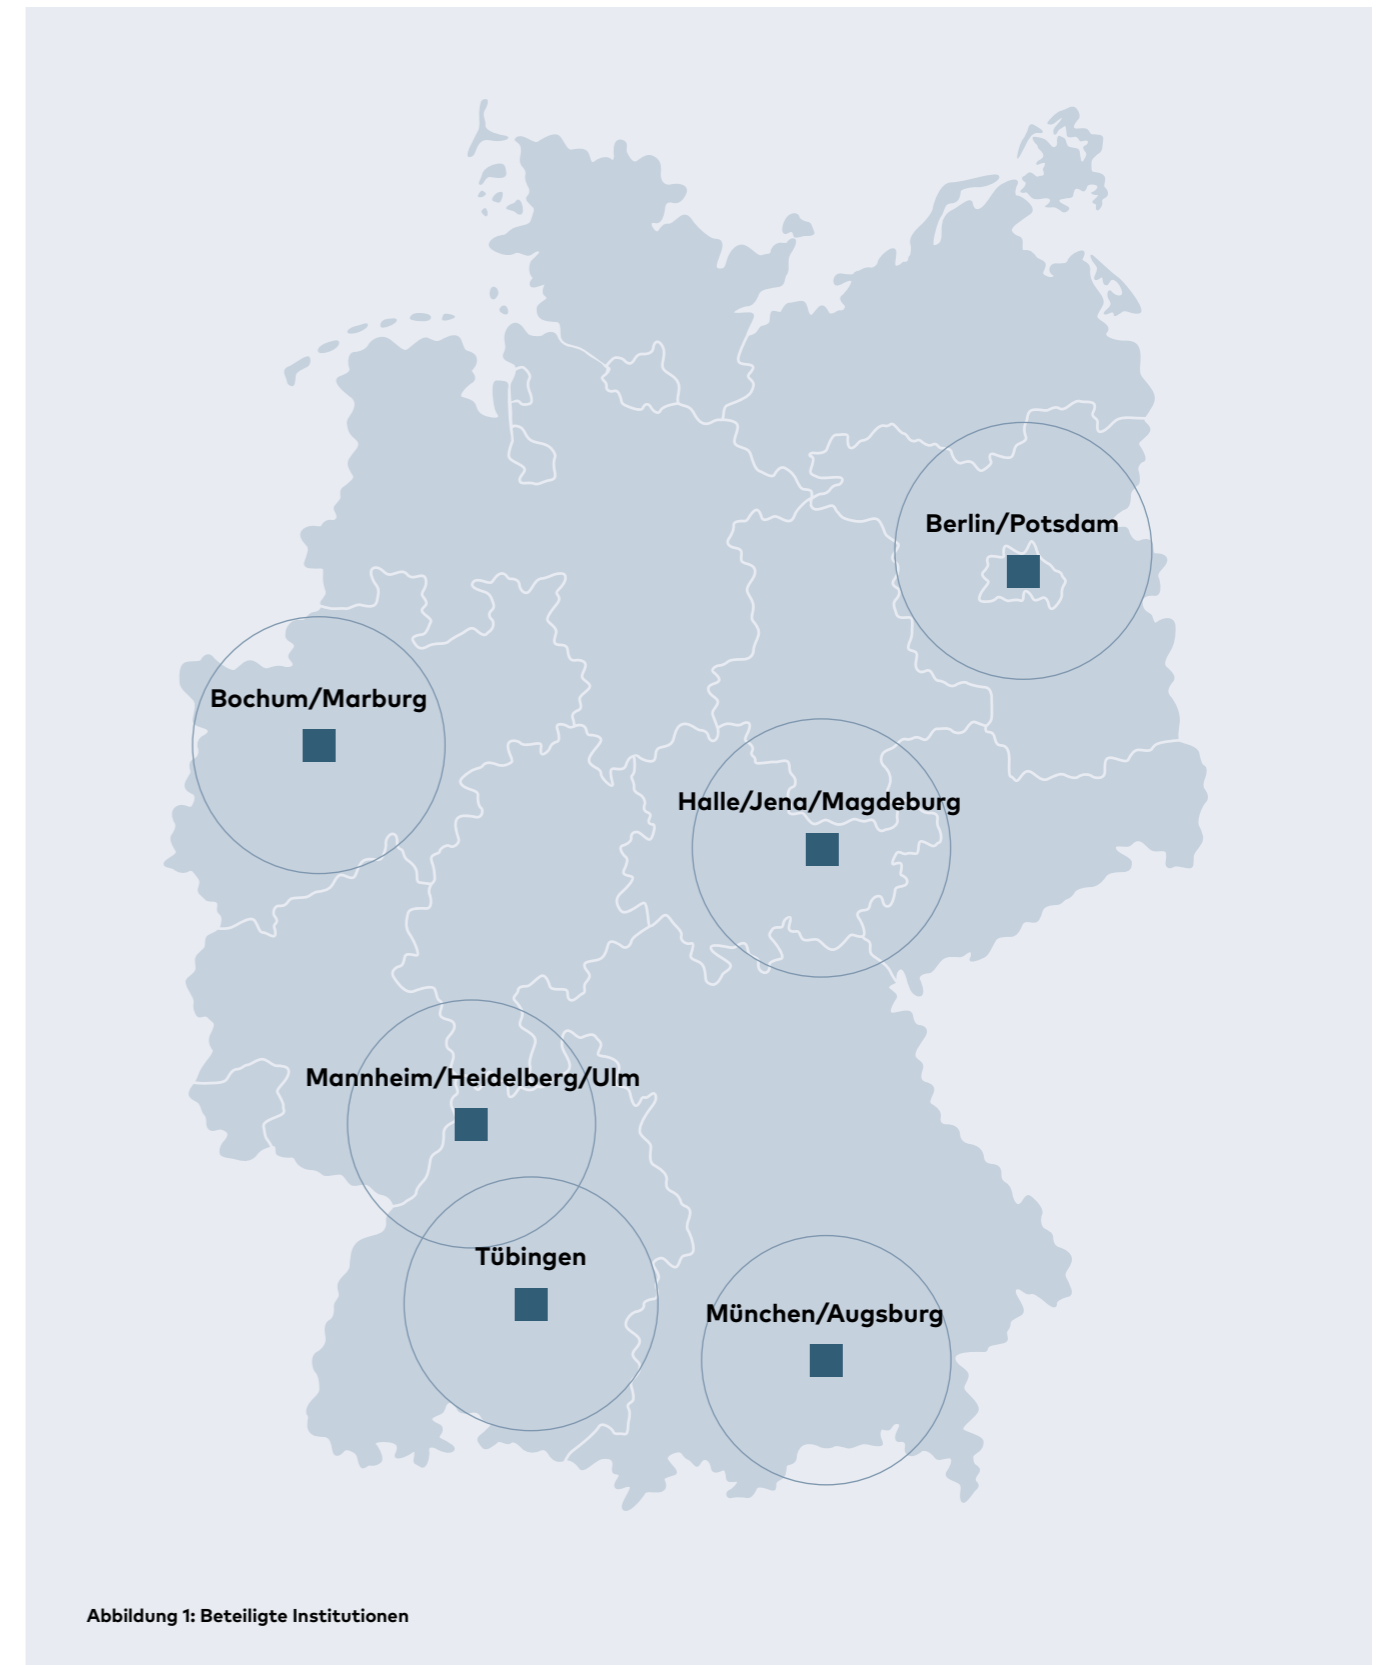 Berlin/Potsdam
Bochum/Marburg
Halle/Jena/Magdeburg
Mannheim/Heidelberg/Ulm
Tübingen
München/Augsburg
Abbildung 1: Beteiligte Institutionen